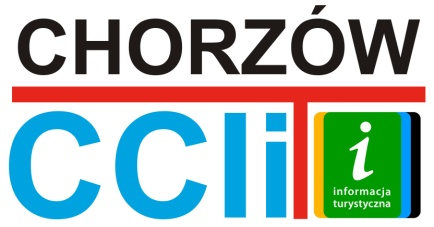 CHORZÓW
CCIiT
i
informacja
turystyczna